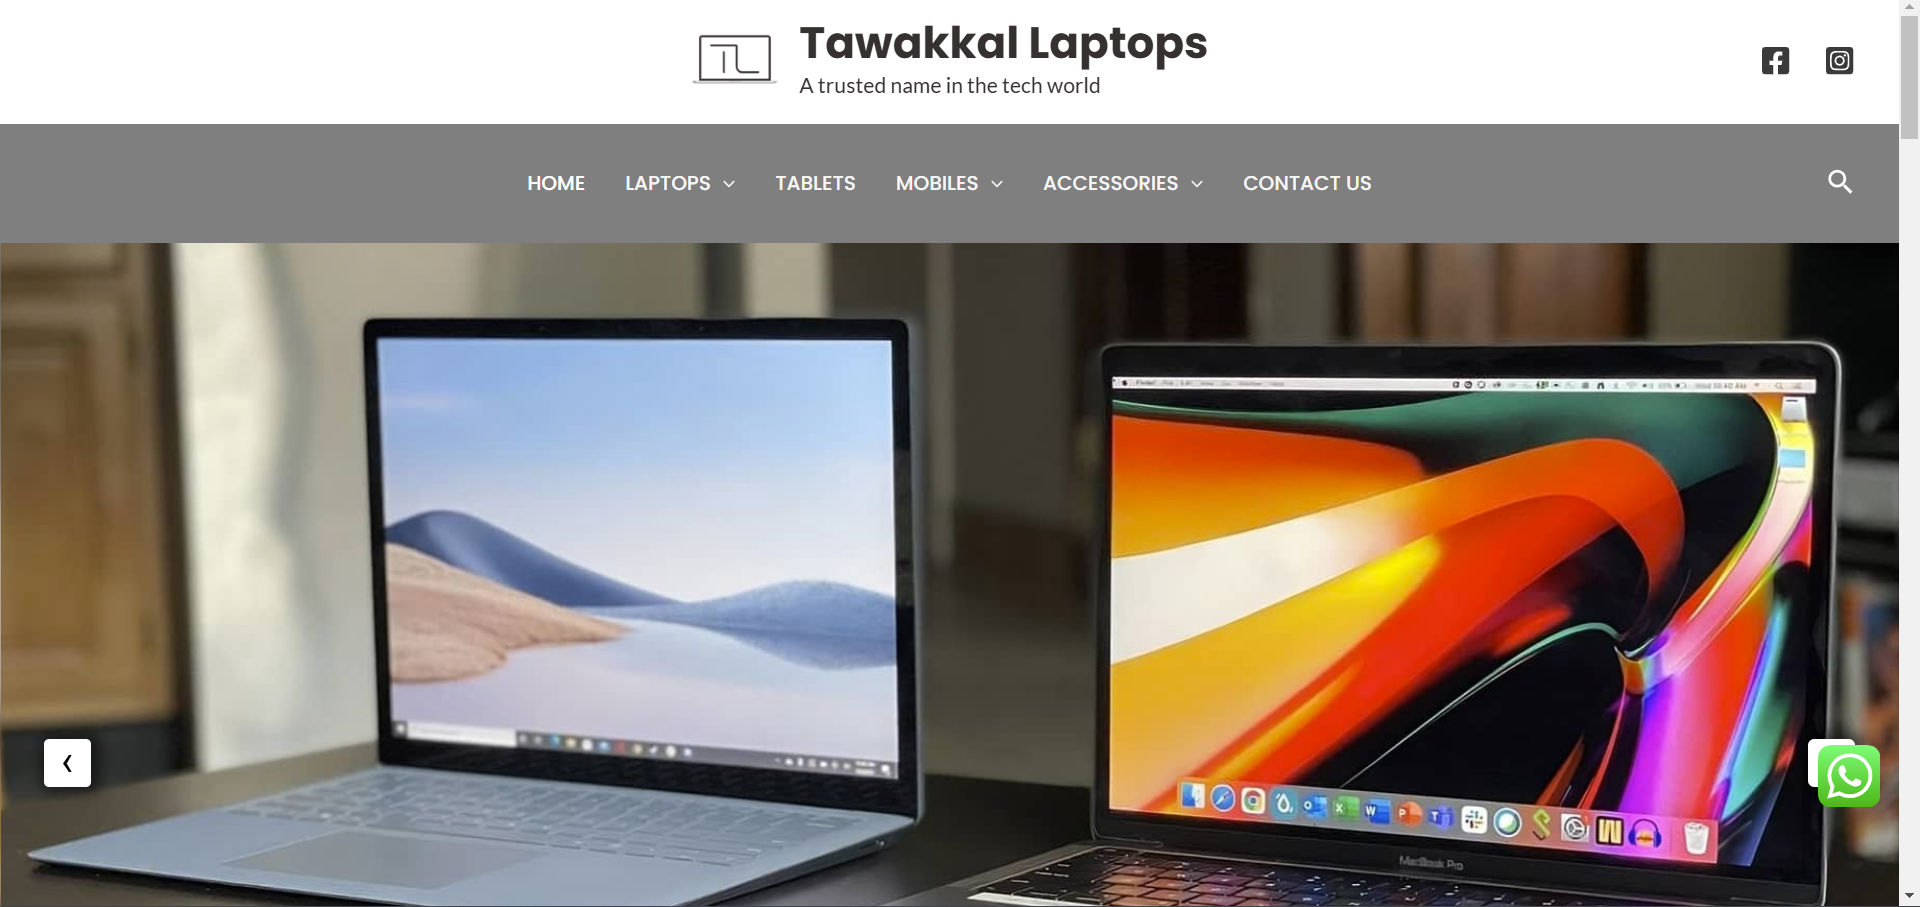 TL
Tawakkal Laptops
A trusted name in the tech world
HOME
LAPTOPS
TABLETS
MOBILES
ACCESSORIES
CONTACT US
MacBook Pro